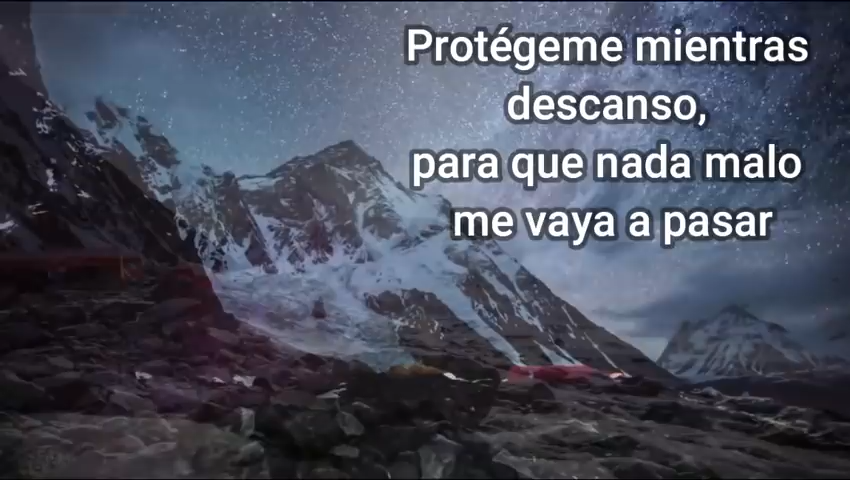 Protégeme mientras
descanso,
para que nada malo
me vaya a pasar